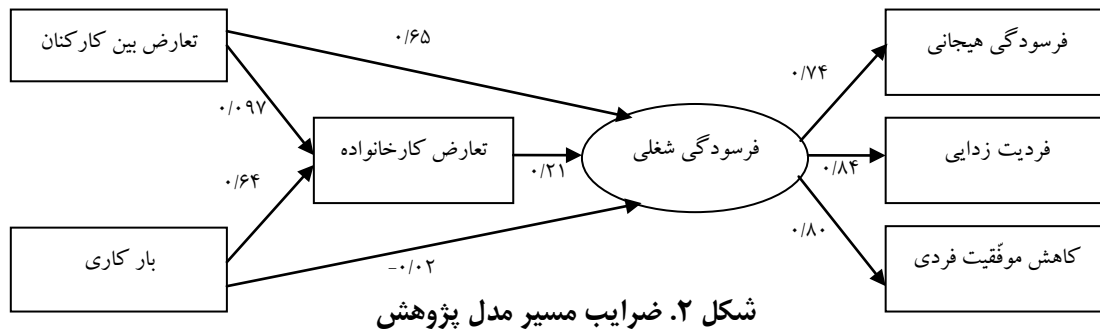 تعارض بین کارکنان
۰/۶۵
فرسودگی هیجانی
۰/۷۴
۰/۰۹۷
تعارض کارخانواده
۰/۲۱
فرسودگی شغلی
۰/۸۴
فردیت زدایی
۰/۶۴
بار کاری
-۰/۰۲
۰/۸۰
کاهش موفّقیت فردی
شکل ۲. ضرایب مسیر مدل پژوهش